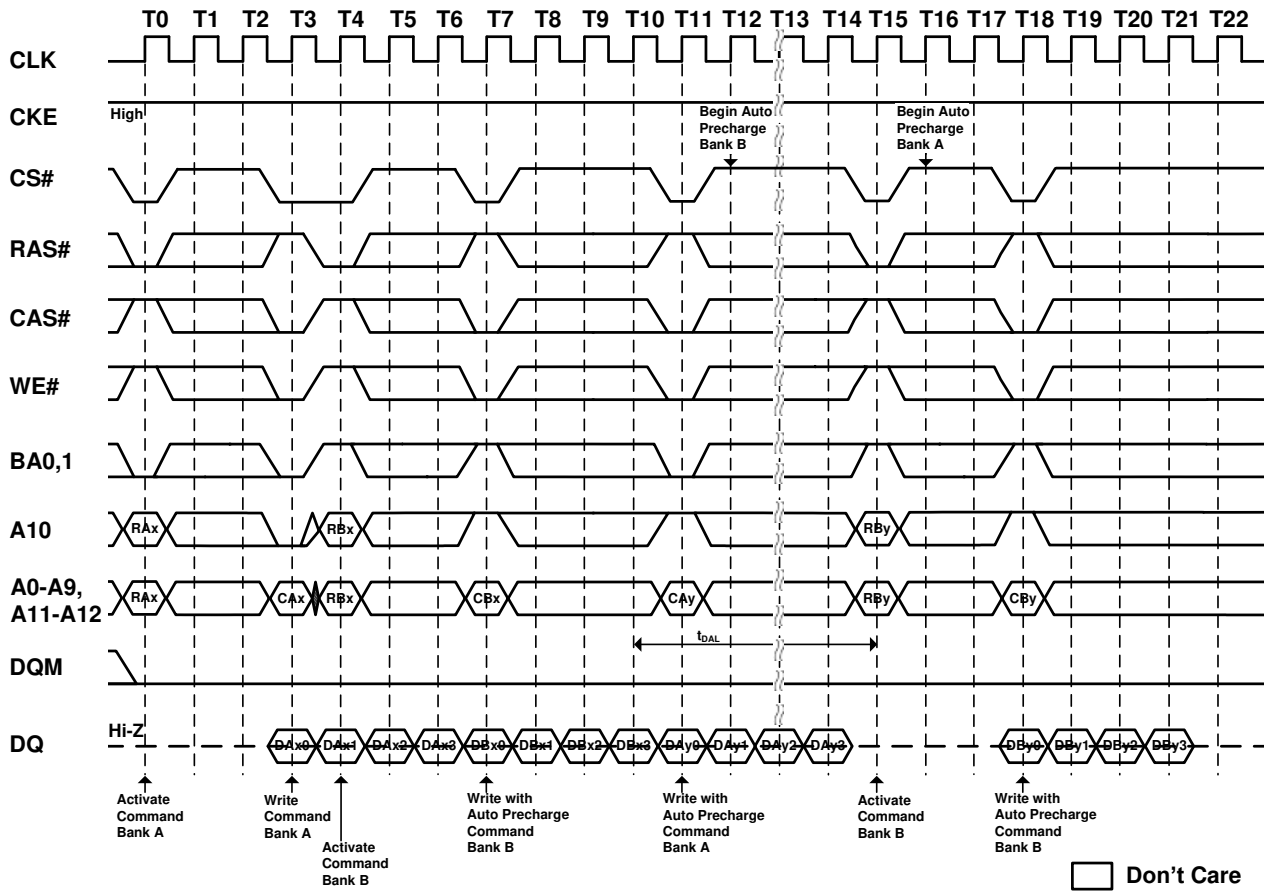 T0 T1 T2 T3 T4 T5 T6 T7 T8 T9 T10 T11 T12 T13 T14 T15 T16 T17 T18 T19 T20 T21 T22
CLK
CKE
High
Begin Auto
Precharge
Bank B
Begin Auto
Precharge
Bank A
CS#
RAS#
CAS#
WE#
BA0,1
A10
RAx RBx RBy
A0-A9,
A11-A12
RAx CAx RBx CBx CAy RBy CBy
tDAL
DQM
Hi-Z
DQ
DAx0 DAx1 DAx2 DAx3 DBx0 DBx1 DBx2 DBx3 DAy0 DAy1 DAy2 DAy3 DBy0 DBy1 DBy2 DBy3
Activate
Command
Bank A
Write
Command
Bank A
Activate
Command
Bank B
Write with
Auto Precharge
Command
Bank B
Write with
Auto Precharge
Command
Bank A
Activate
Command
Bank B
Write with
Auto Precharge
Command
Bank B
Don't Care